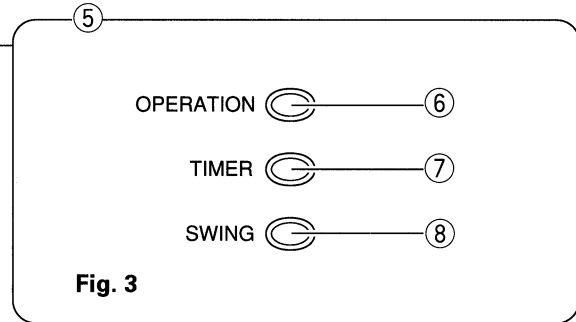 ⑤
OPERATION ⑥
TIMER ⑦
SWING ⑧
Fig. 3